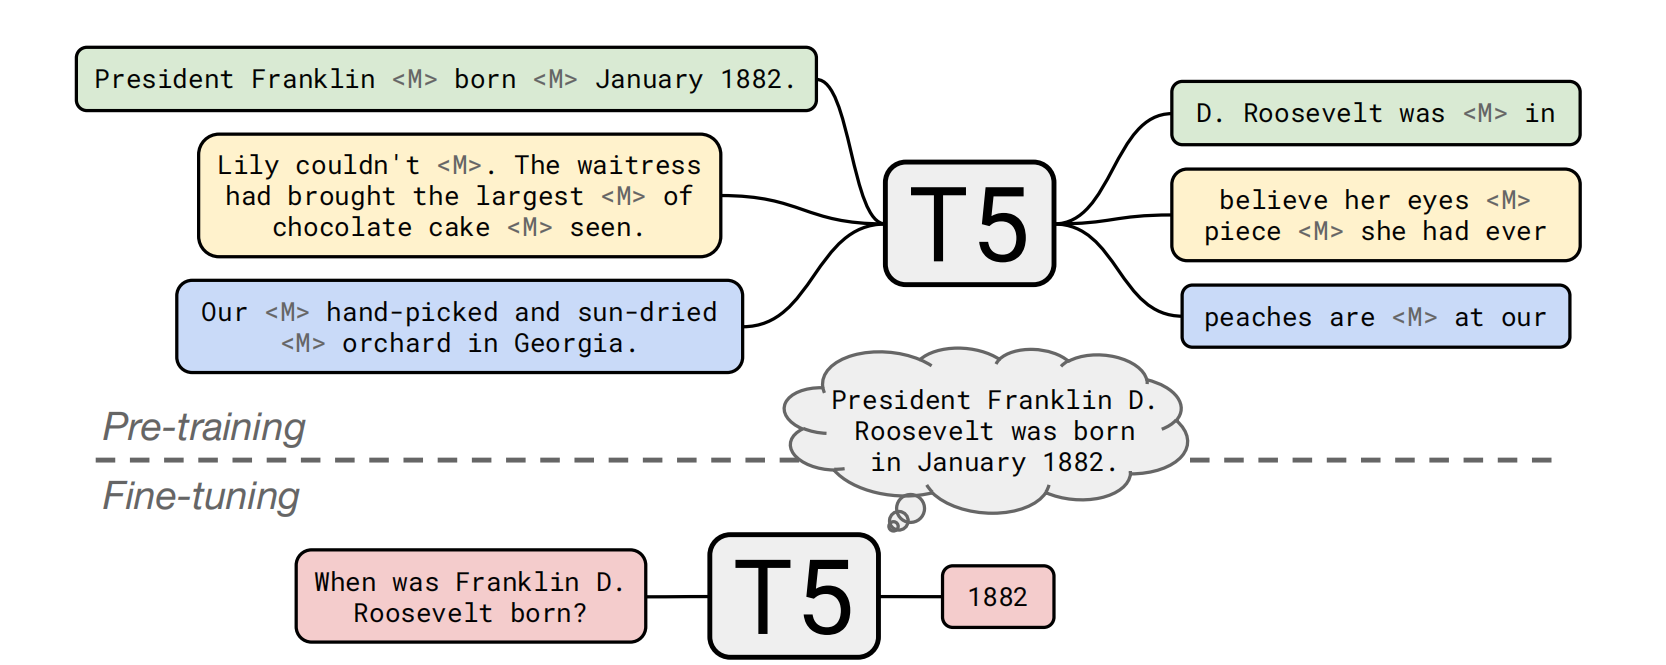 President Franklin <M> born <M> January 1882.
Lily couldn't <M>. The waitress
had brought the largest <M> of
chocolate cake <M> seen.
Our <M> hand-picked and sun-dried
<M> orchard in Georgia.
T5
D. Roosevelt was <M> in
believe her eyes <M>
piece <M> she had ever
peaches are <M> at our
Pre-training
President Franklin D.
Roosevelt was born
in January 1882.
Fine-tuning
When was Franklin D.
Roosevelt born?
T5
1882